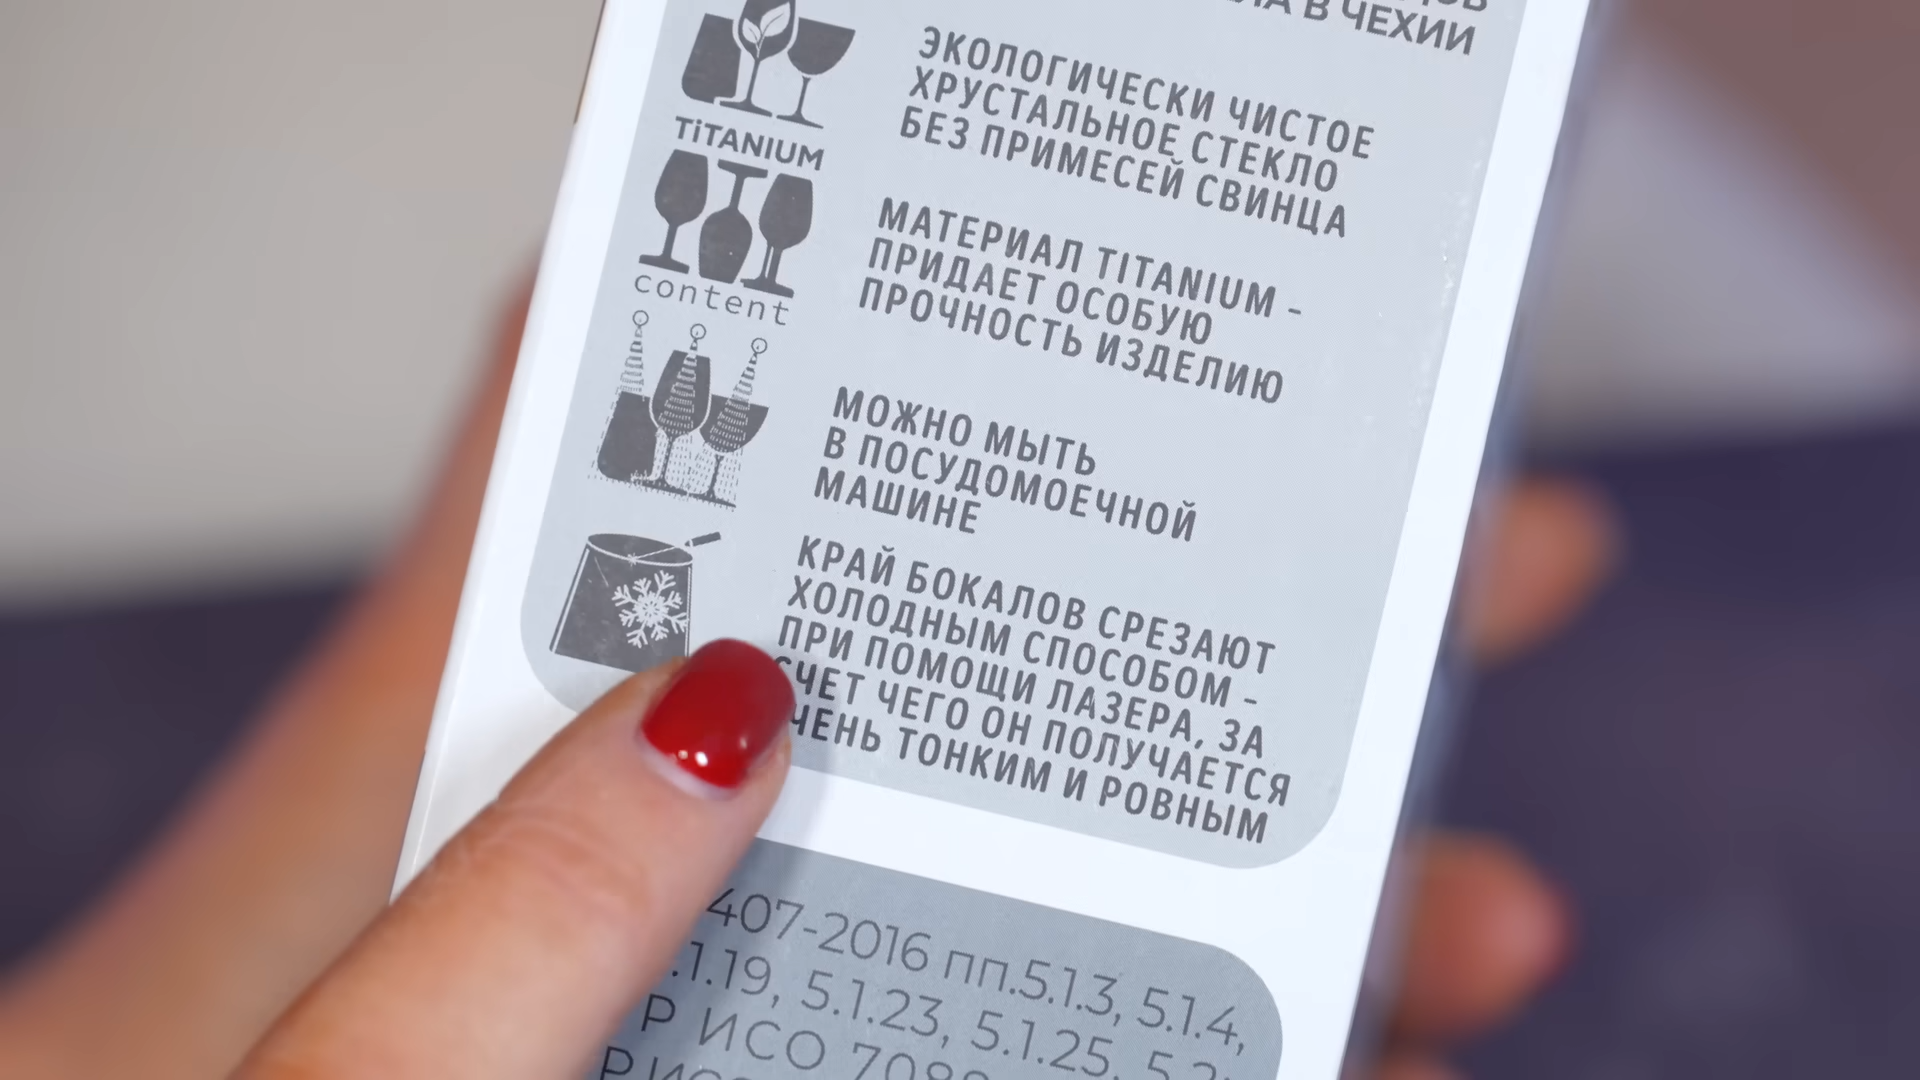 В ЧЕХИИ
ЭКОЛОГИЧЕСКИ ЧИСТОЕ
ХРУСТАЛЬНОЕ СТЕКЛО
БЕЗ ПРИМЕСЕЙ СВИНЦА
TiTANIUM
content
МАТЕРИАЛ TITANIUM -
ПРИДАЕТ ОСОБУЮ
ПРОЧНОСТЬ ИЗДЕЛИЮ
МОЖНО МЫТЬ
В ПОСУДОМОЕЧНОЙ
МАШИНЕ
КРАЙ БОКАЛОВ СРЕЗАЮТ
ХОЛОДНЫМ СПОСОБОМ -
ПРИ ПОМОЩИ ЛАЗЕРА, ЗА
СЧЕТ ЧЕГО ОН ПОЛУЧАЕТСЯ
ЧЕНЬ ТОНКИМ И РОВНЫМ
407-2016 пп.5.1.3, 5.1.4,
.1.19, 5.1.23, 5.1.25,
Р ИСО